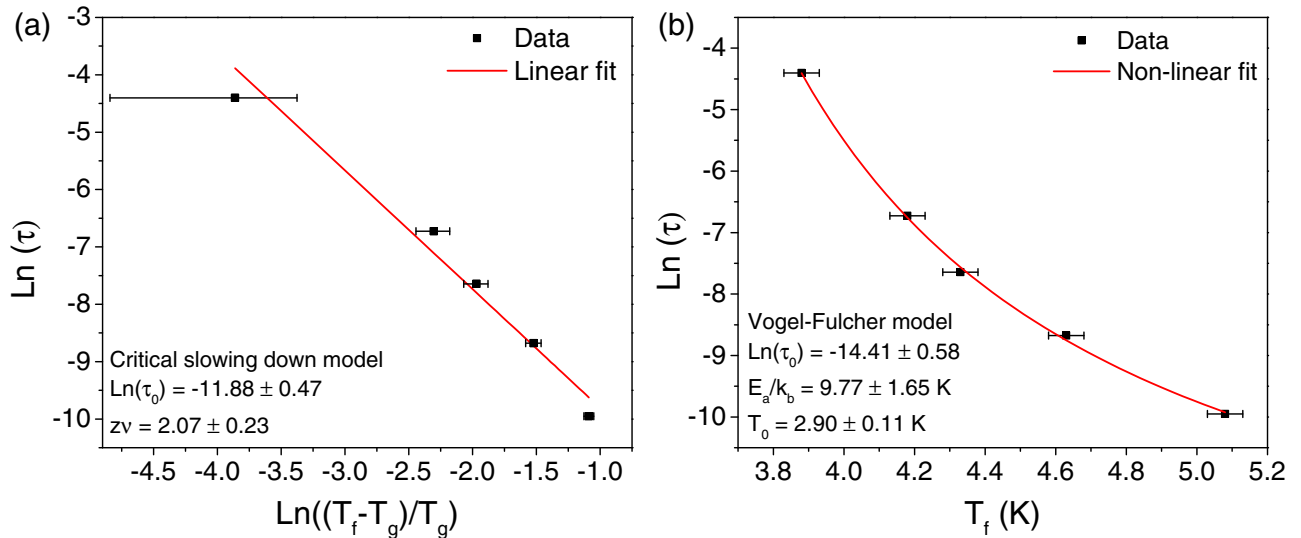 (a)
Data
Linear fit
-3
-4
-5
-6
-7
-8
-9
-10
Ln (τ)
Critical slowing down model
Ln(τ0) = -11.88 ± 0.47
zν = 2.07 ± 0.23
-4.5 -4.0 -3.5 -3.0 -2.5 -2.0 -1.5 -1.0
Ln((Tf-Tg)/Tg)
(b)
Data
Non-linear fit
-4
-5
-6
-7
-8
-9
-10
Ln (τ)
Vogel-Fulcher model
Ln(τ0) = -14.41 ± 0.58
Ea/kb = 9.77 ± 1.65 K
T0 = 2.90 ± 0.11 K
3.8 4.0 4.2 4.4 4.6 4.8 5.0 5.2
Tf (K)